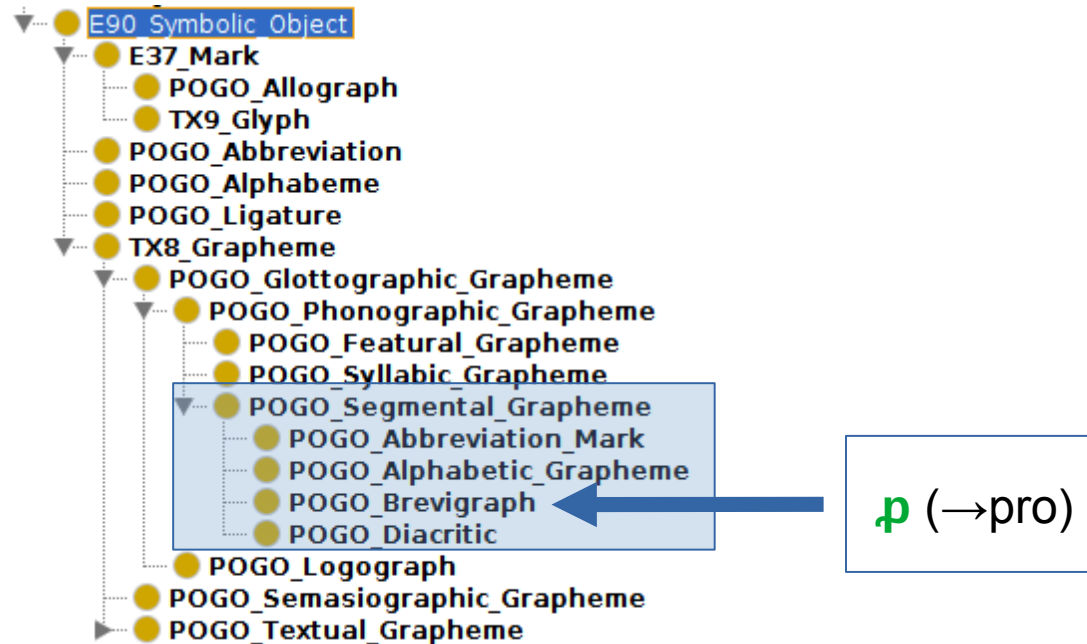 E90_Symbolic_Object
E37_Mark
POGO_Allograph
TX9_Glyph
POGO_Abbreviation
POGO_Alphabeme
POGO_Ligature
TX8_Grapheme
POGO_Glottographic_Grapheme
POGO_Phonographic_Grapheme
POGO_Featural_Grapheme
POGO_Syllabic_Grapheme
POGO_Segmental_Grapheme
POGO_Abbreviation_Mark
POGO_Alphabetic_Grapheme
POGO_Brevigraph
ꝓ (→pro)
POGO_Diacritic
POGO_Logograph
POGO_Semasiographic_Grapheme
POGO_Textual_Grapheme